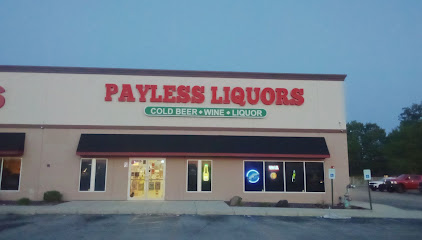 PAYLESS LIQUORS
COLD BEER • WINE • LIQUOR
S